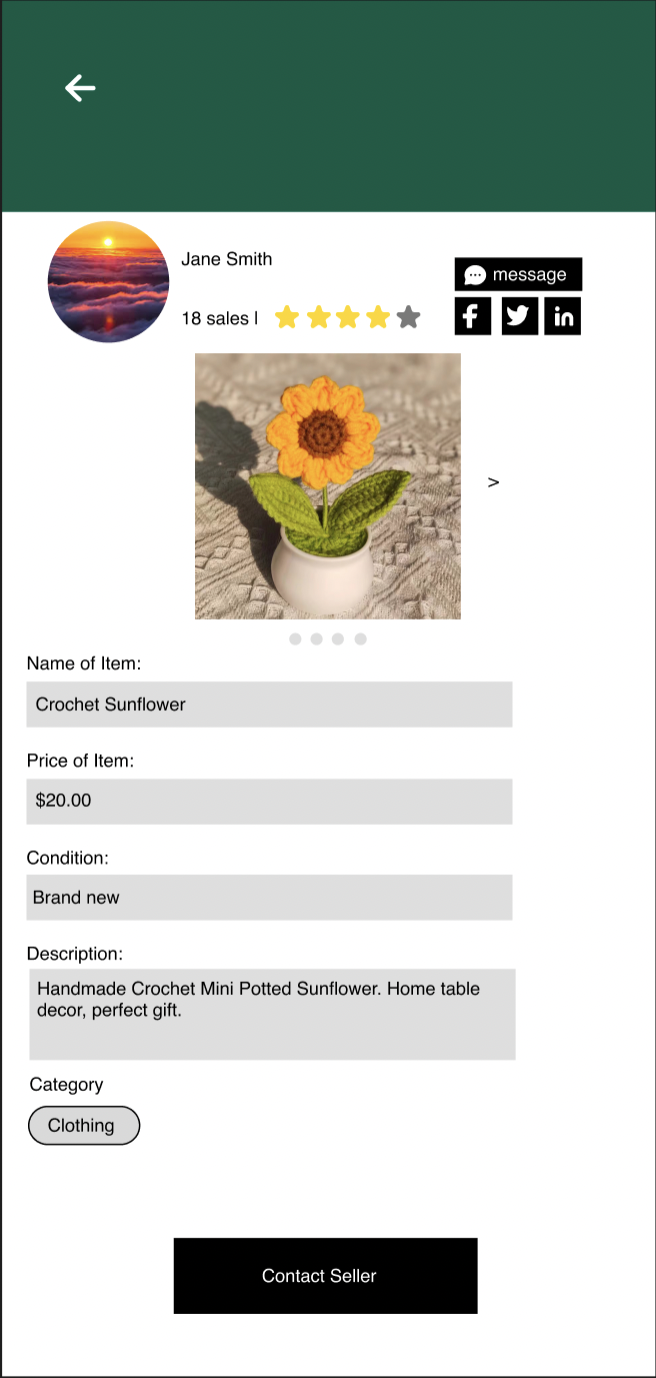 Jane Smith
message
18 sales l
>
Name of Item:
Crochet Sunflower
Price of Item:
$20.00
Condition:
Brand new
Description:
Handmade Crochet Mini Potted Sunflower. Home table
decor, perfect gift.
Category
Clothing
Contact Seller